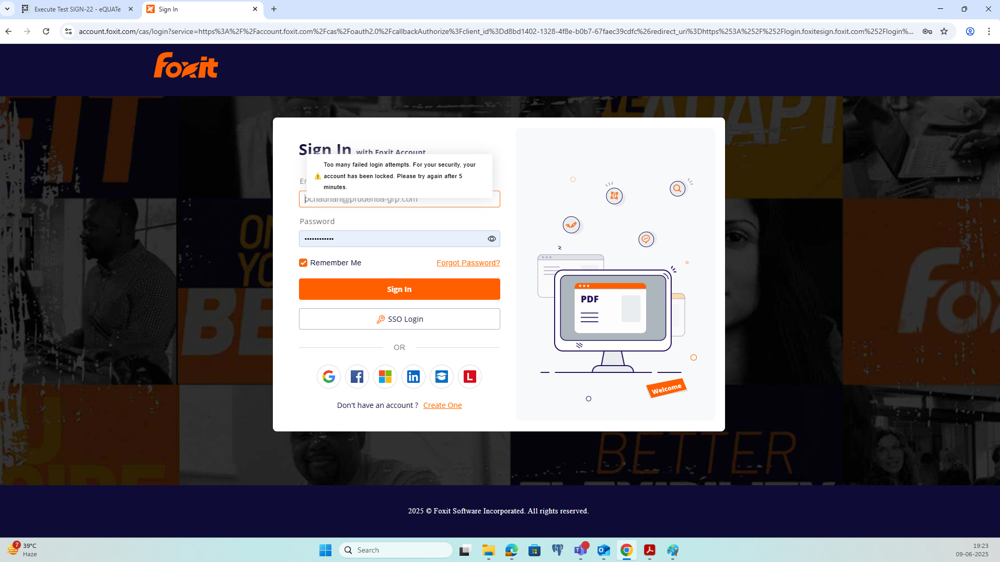 Execute Test SIGN-22 - eQUATe
Sign In
account.foxit.com/cas/login?service=https%3A%2F%2Faccount.foxit.com%2Fcas%2Foauth2.0%2FcallbackAuthorize%3Fclient_id%3Dd8bd1402-1328-4f8e-b0b7-67faec39cdfc%26redirect_uri%3Dhttps%253A%252F%252Flogin.foxitesign.foxit.com%252Flogin%...
foxit
Sign In with Foxit Account
Too many failed login attempts. For your security, your
account has been locked. Please try again after 5
minutes.
pchauhan@prudentia-grp.com
Password
Remember Me
Forgot Password?
Sign In
SSO Login
OR
L
Don't have an account ? Create One
PDF
Welcome
ADAPT
BETTER
2025 © Foxit Software Incorporated. All rights reserved.
7
39°C
Haze
Search
19:23
09-06-2025